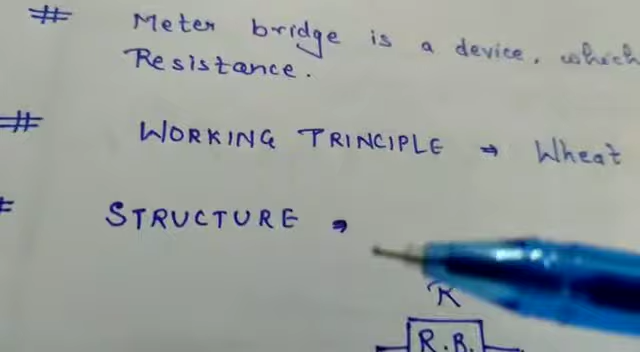 # Meter bridge is a device, which
Resistance.
# WORKING TRINCIPLE → Wheat
# STRUCTURE →
R
R.B.